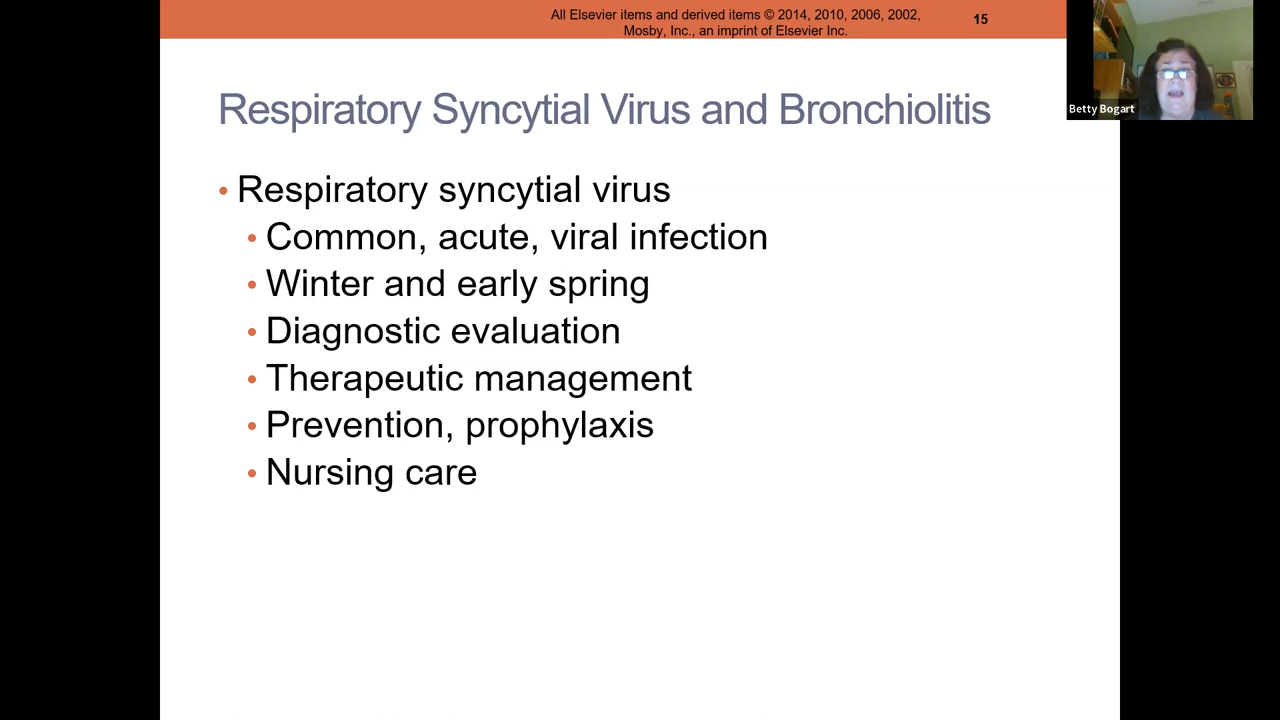 All Elsevier items and derived items © 2014, 2010, 2006, 2002,
Mosby, Inc., an imprint of Elsevier Inc.
15
Betty Bogart
Respiratory Syncytial Virus and Bronchiolitis
• Respiratory syncytial virus
• Common, acute, viral infection
• Winter and early spring
• Diagnostic evaluation
• Therapeutic management
• Prevention, prophylaxis
• Nursing care